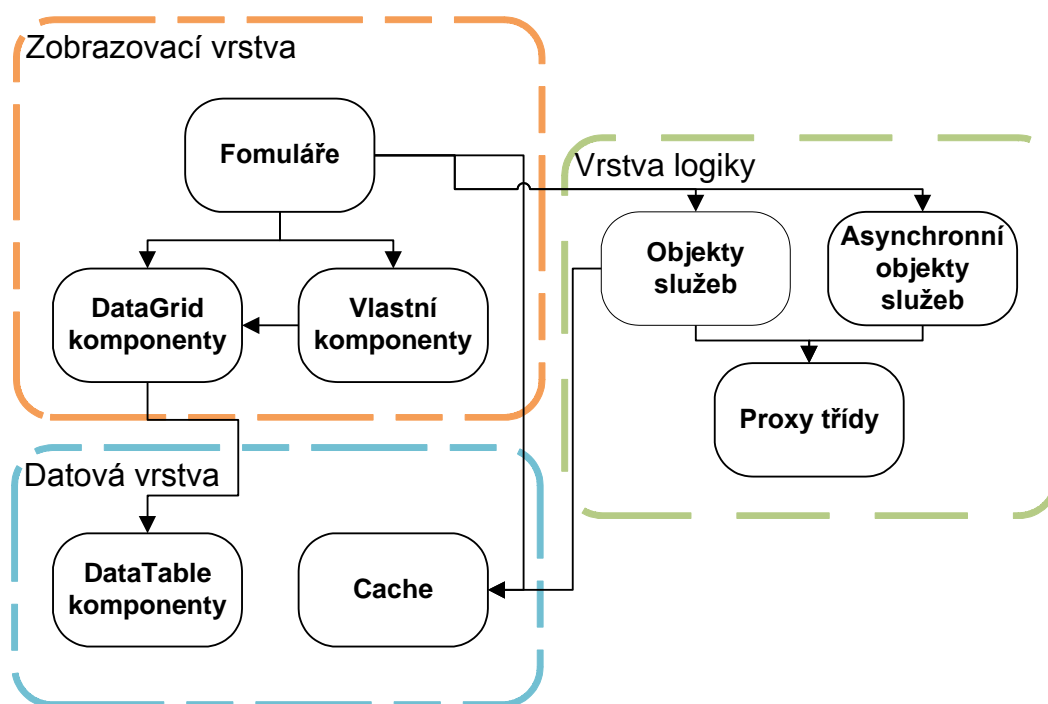 Zobrazovací vrstva
Fomuláře
DataGrid
komponenty
Vlastní
komponenty
Vrstva logiky
Objekty
služeb
Asynchronní
objekty
služeb
Proxy třídy
Datová vrstva
DataTable
komponenty
Cache